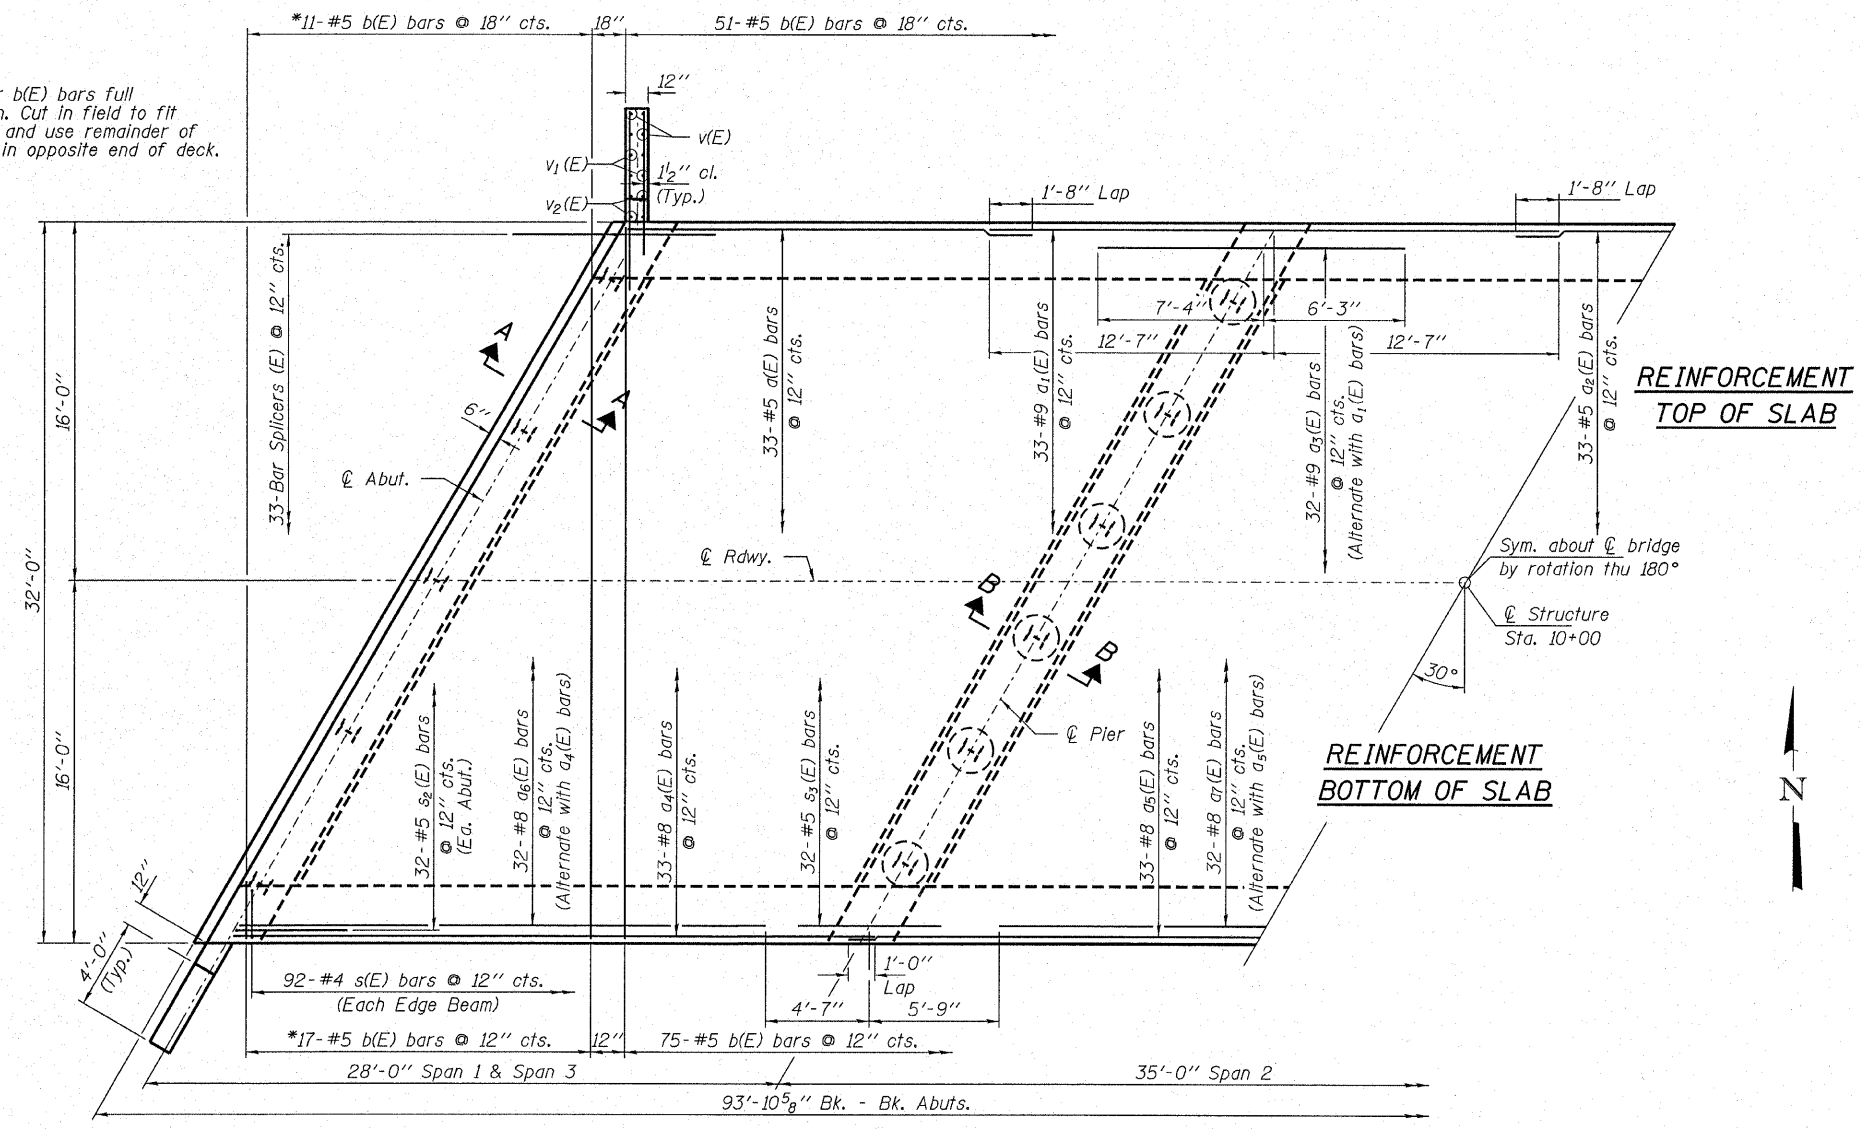 *11-#5 b(E) bars @ 18" cts.
18"
51-#5 b(E) bars @ 18" cts.
r b(E) bars full
n. Cut in field to fit
and use remainder of
in opposite end of deck.
12"
v(E)
v1(E)
1 1/2" cl.
(Typ.)
v2(E)
1'-8" Lap
1'-8" Lap
33-Bar Splicers (E) @ 12" cts.
33-#5 a(E) bars
@ 12" cts.
33-#9 a1(E) bars
@ 12" cts.
7'-4"
6'-3"
12'-7"
12'-7"
32-#9 a3(E) bars
@ 12" cts.
(Alternate with a1(E) bars)
33-#5 a2(E) bars
@ 12" cts.
REINFORCEMENT
TOP OF SLAB
A
A
6"
16'-0"
32'-0"
16'-0"
℄ Abut.
℄ Rdwy.
Sym. about ℄ bridge
by rotation thu 180°
℄ Structure
Sta. 10+00
30°
B
B
℄ Pier
32-#5 s2(E) bars
@ 12" cts.
(Ea. Abut.)
32-#8 a6(E) bars
@ 12" cts.
(Alternate with a4(E) bars)
33-#8 a4(E) bars
@ 12" cts.
32-#5 s3(E) bars
@ 12" cts.
33-#8 a5(E) bars
@ 12" cts.
32-#8 a7(E) bars
@ 12" cts.
(Alternate with a5(E) bars)
REINFORCEMENT
BOTTOM OF SLAB
N
12"
4'-0"
(Typ.)
92-#4 s(E) bars @ 12" cts.
(Each Edge Beam)
1'-0"
Lap
4'-7"
5'-9"
*17-#5 b(E) bars @ 12" cts.
12"
75-#5 b(E) bars @ 12" cts.
28'-0" Span 1 & Span 3
35'-0" Span 2
93'-10 5/8" Bk. - Bk. Abuts.